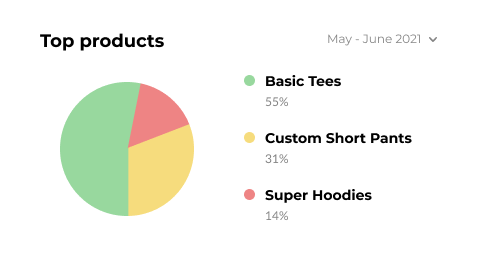 Top products
May - June 2021
Basic Tees
55%
Custom Short Pants
31%
Super Hoodies
14%